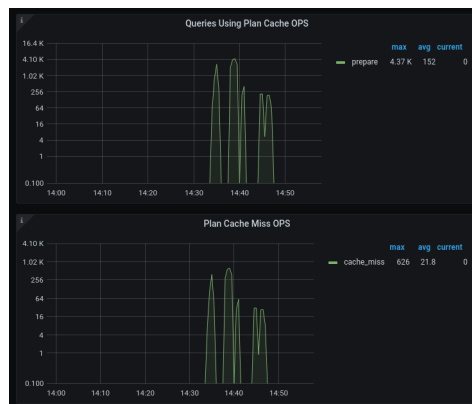 i
Queries Using Plan Cache OPS
16.4 K
4.10 K
1.02 K
256
64
16
4
1
0.100
14:00 14:10 14:20 14:30 14:40 14:50
max avg current
prepare 4.37 K 152 0
i
Plan Cache Miss OPS
4.10 K
1.02 K
256
64
16
4
1
0.100
14:00 14:10 14:20 14:30 14:40 14:50
max avg current
cache_miss 626 21.8 0